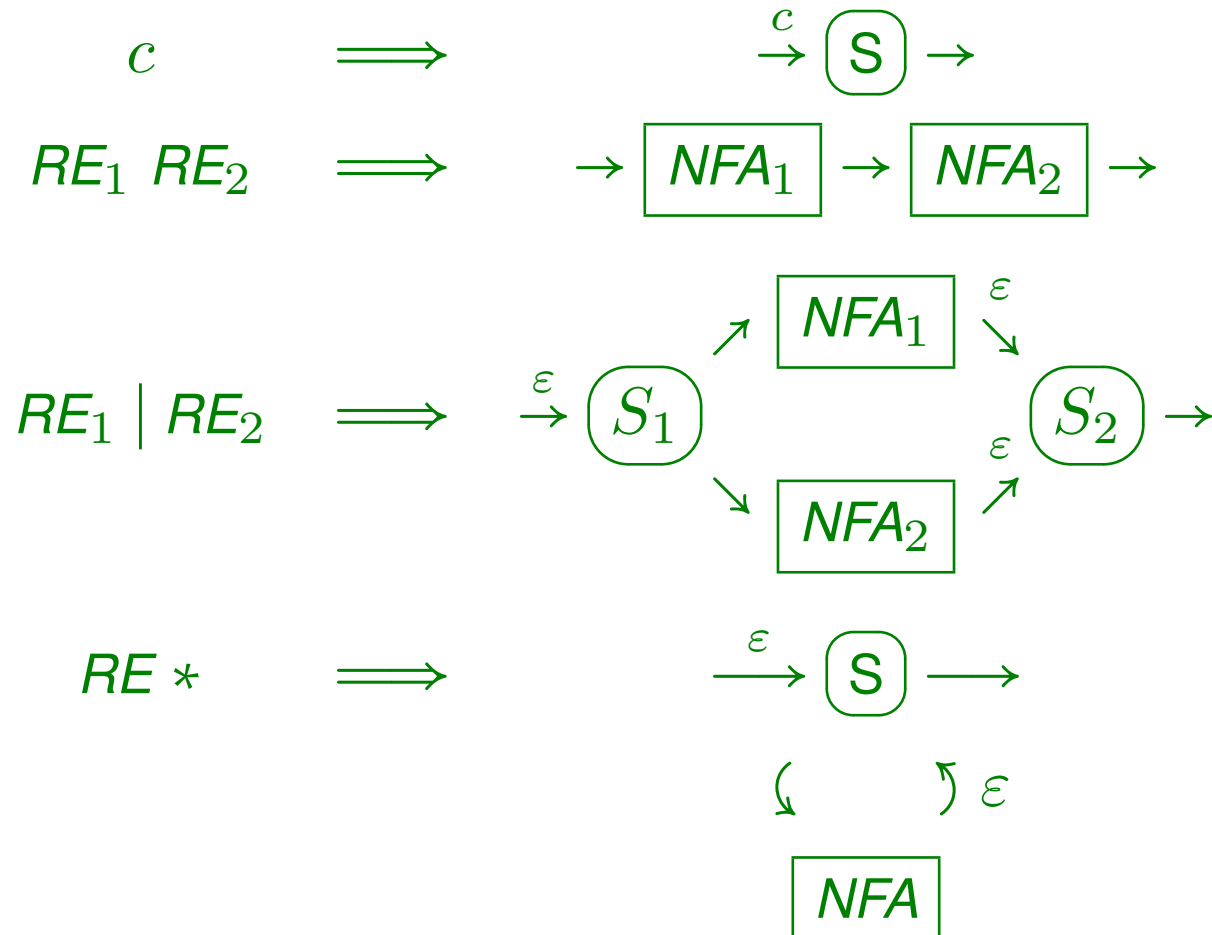 c ⟹ c → S →
RE₁ RE₂ ⟹ → NFA₁ → NFA₂ →
NFA₁ ε
RE₁ | RE₂ ⟹ ε → S₁ S₂ →
ε
NFA₂
RE * ⟹ ε → S →
ε
NFA